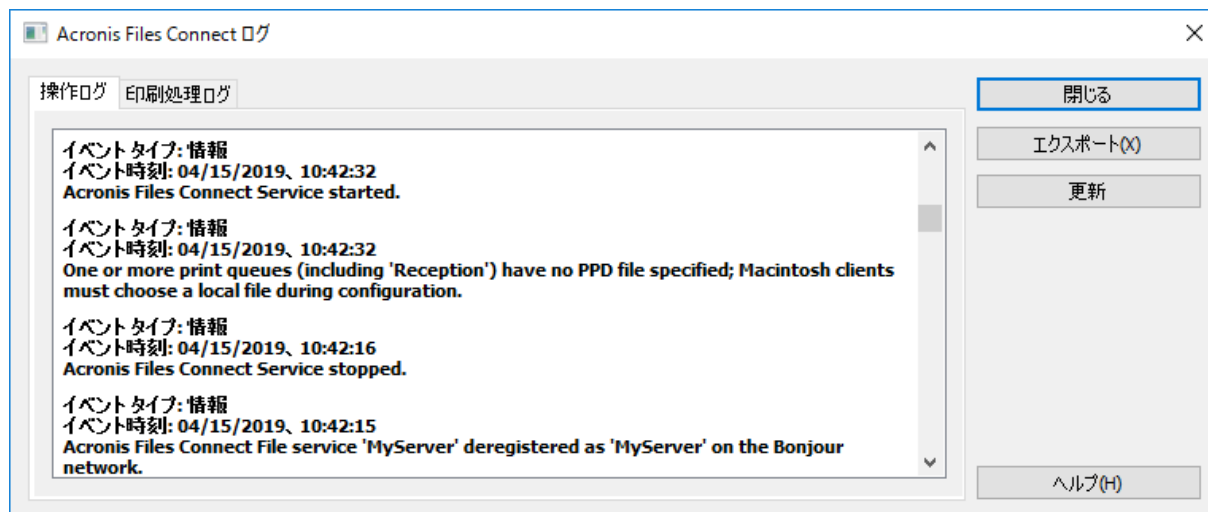 Acronis Files Connect ログ
操作ログ 印刷処理ログ
閉じる
エクスポート(X)
更新
イベント タイプ: 情報
イベント時刻: 04/15/2019、10:42:32
Acronis Files Connect Service started.
イベント タイプ: 情報
イベント時刻: 04/15/2019、10:42:32
One or more print queues (including 'Reception') have no PPD file specified; Macintosh clients
must choose a local file during configuration.
イベント タイプ: 情報
イベント時刻: 04/15/2019、10:42:16
Acronis Files Connect Service stopped.
イベント タイプ: 情報
イベント時刻: 04/15/2019、10:42:15
Acronis Files Connect File service 'MyServer' deregistered as 'MyServer' on the Bonjour
network.
ヘルプ(H)